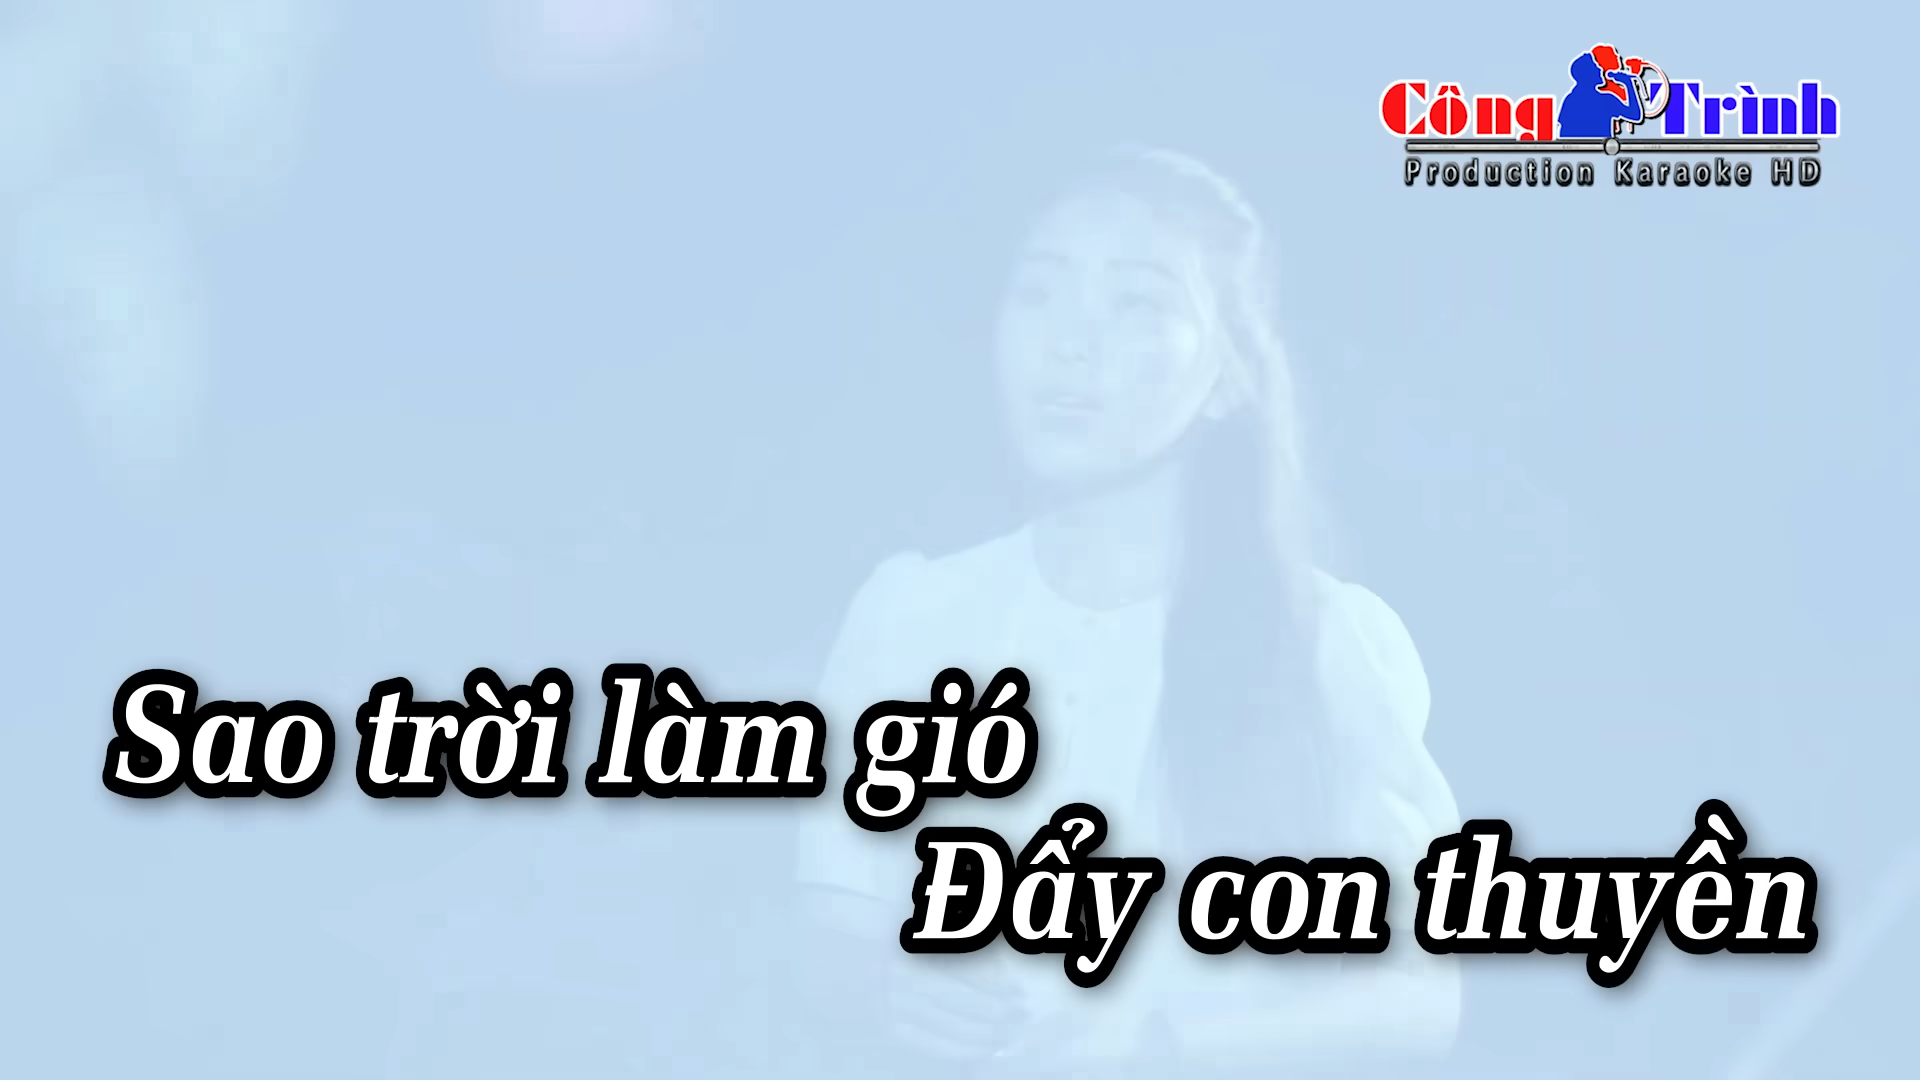 Công Trình
Production Karaoke HD
Sao trời làm gió
Đẩy con thuyền